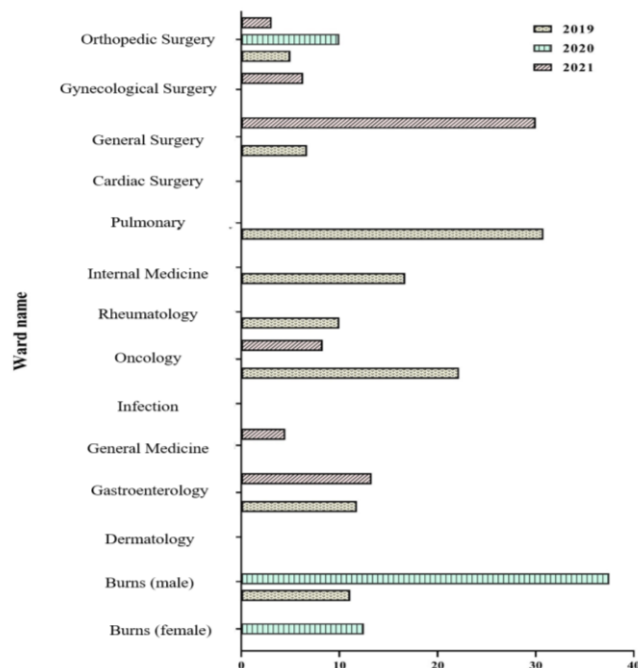 2019
2020
2021
Orthopedic Surgery
Gynecological Surgery
General Surgery
Cardiac Surgery
Pulmonary
Internal Medicine
Rheumatology
Oncology
Infection
General Medicine
Gastroenterology
Dermatology
Burns (male)
Burns (female)
Ward name
0 10 20 30 40